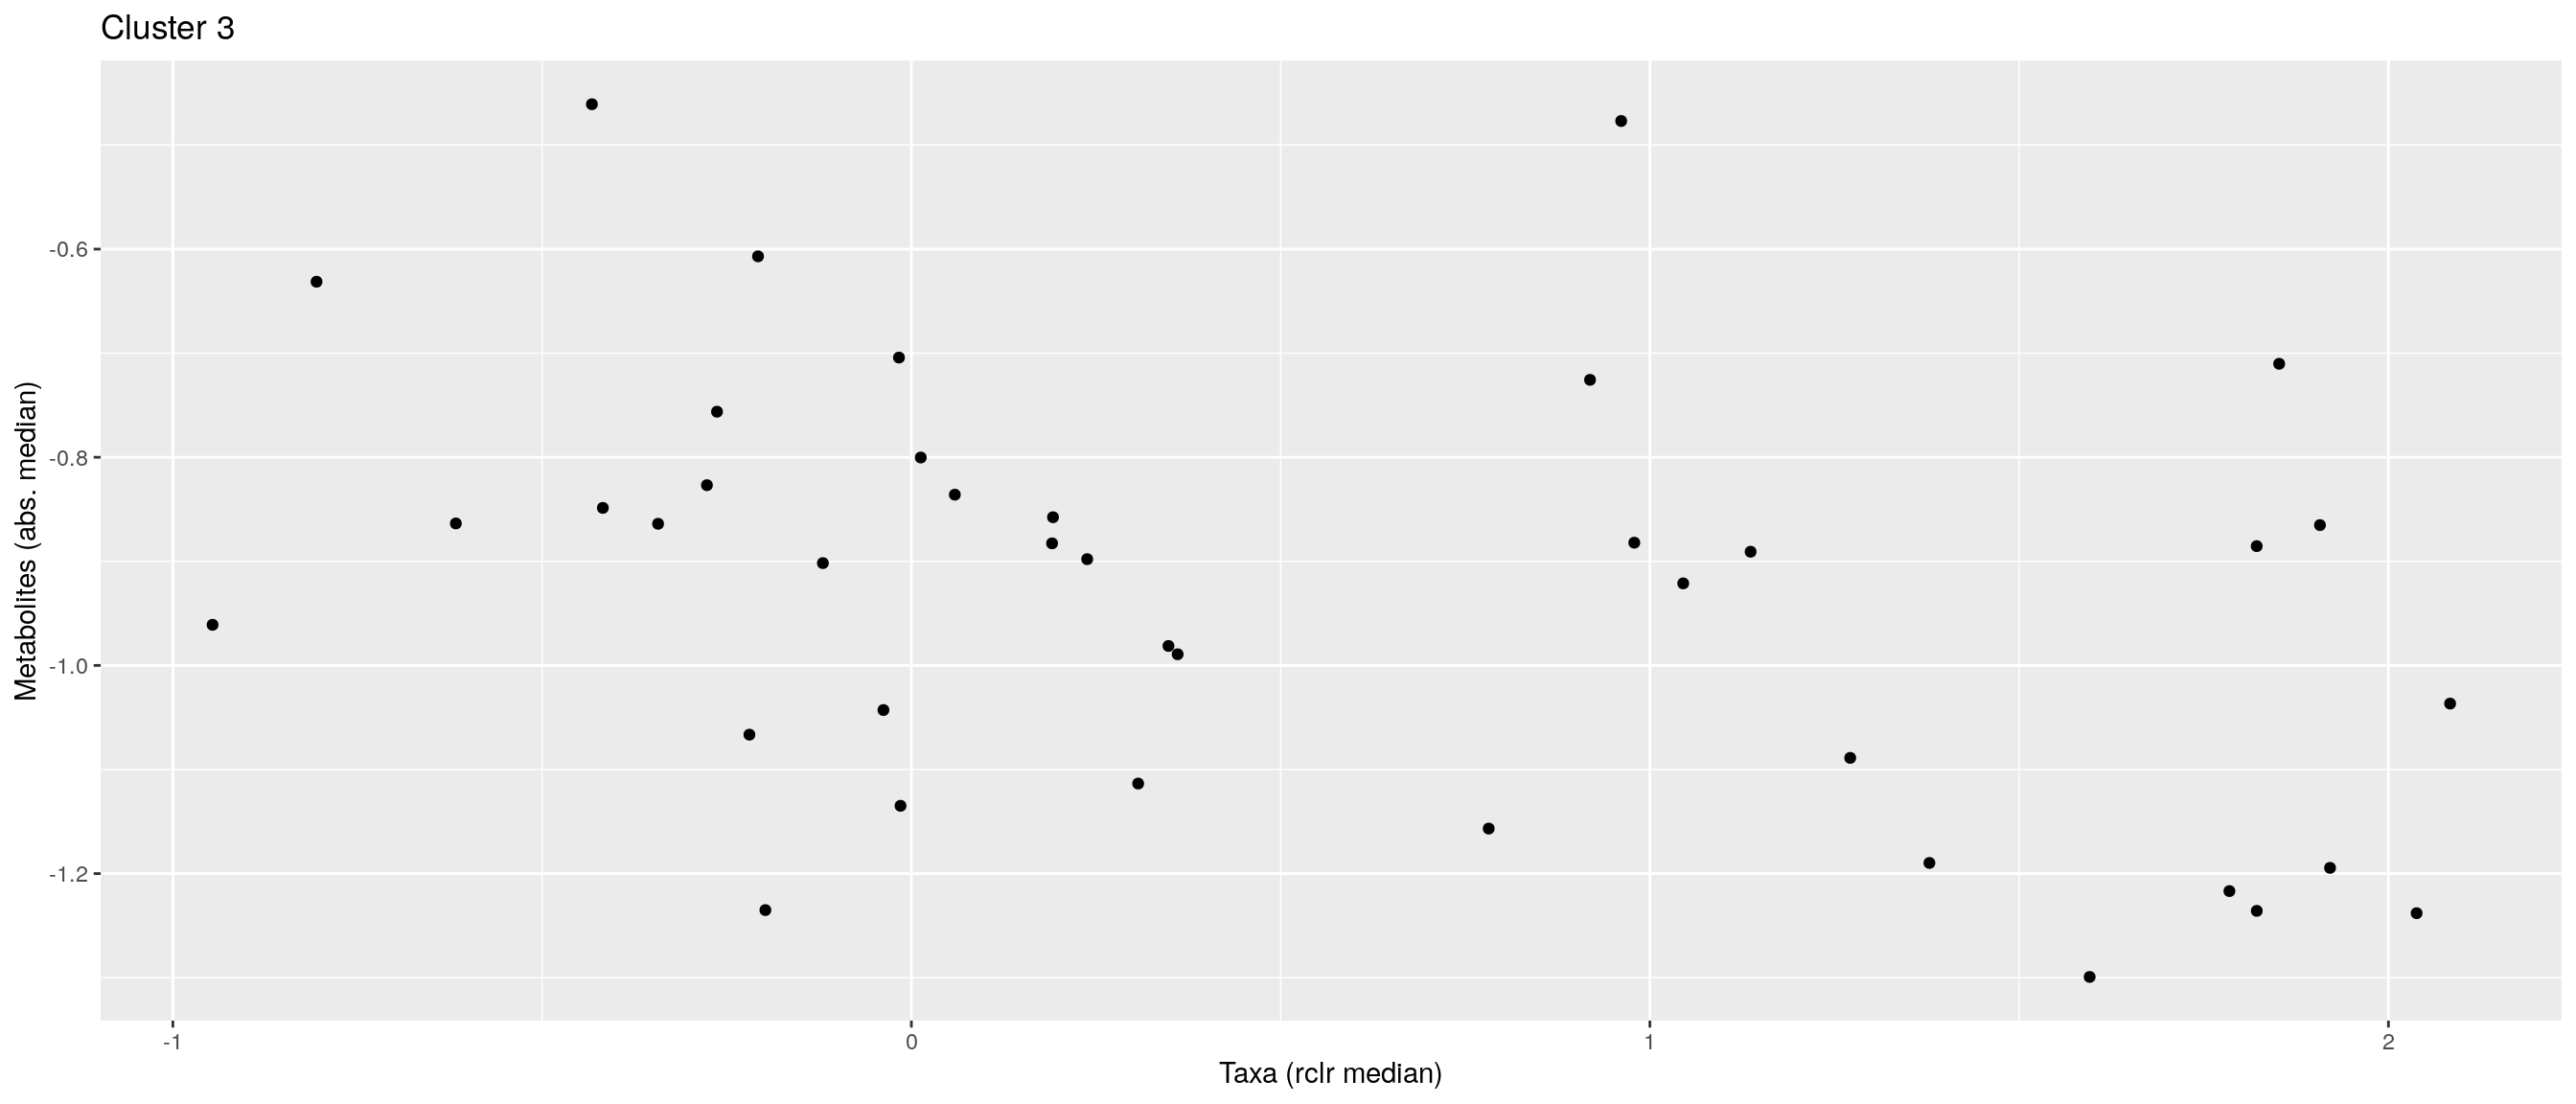 Cluster 3
Metabolites (abs. median)
-0.6
-0.8
-1.0
-1.2
-1
0
1
2
Taxa (rclr median)